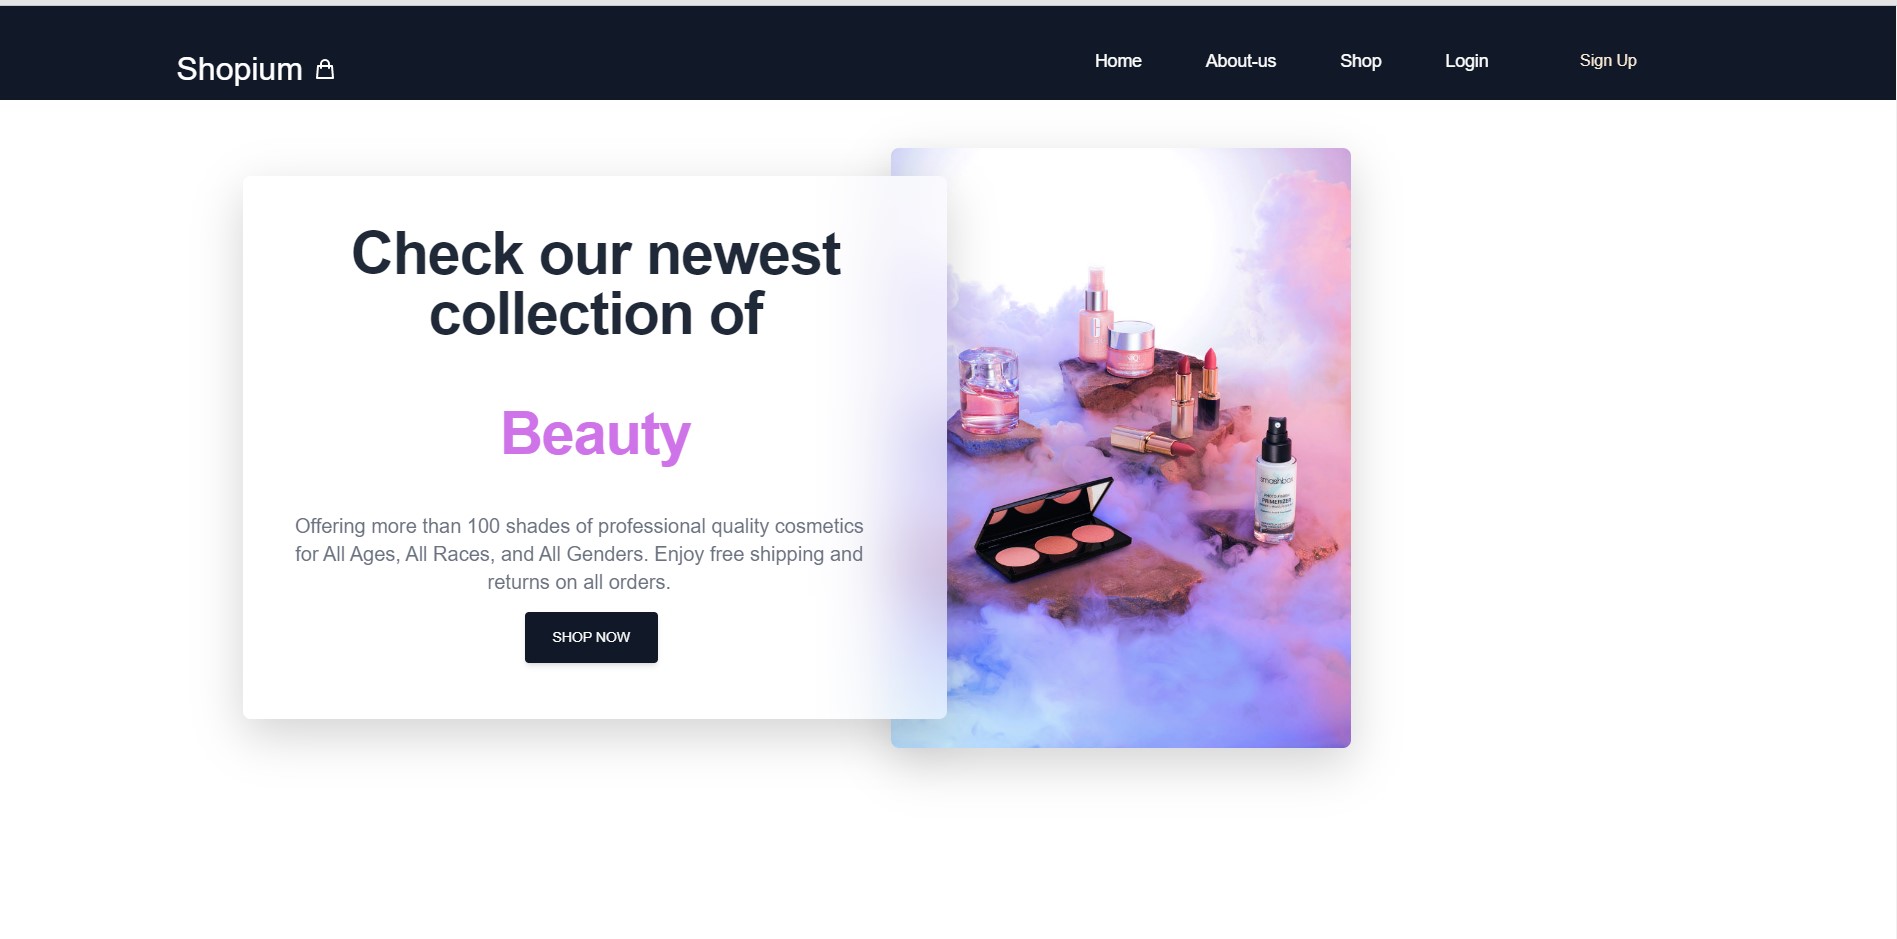 Shopium
Home About-us Shop Login Sign Up
Check our newest
collection of
Beauty
Offering more than 100 shades of professional quality cosmetics
for All Ages, All Races, and All Genders. Enjoy free shipping and
returns on all orders.
SHOP NOW
smashbox
PRIMERIZER